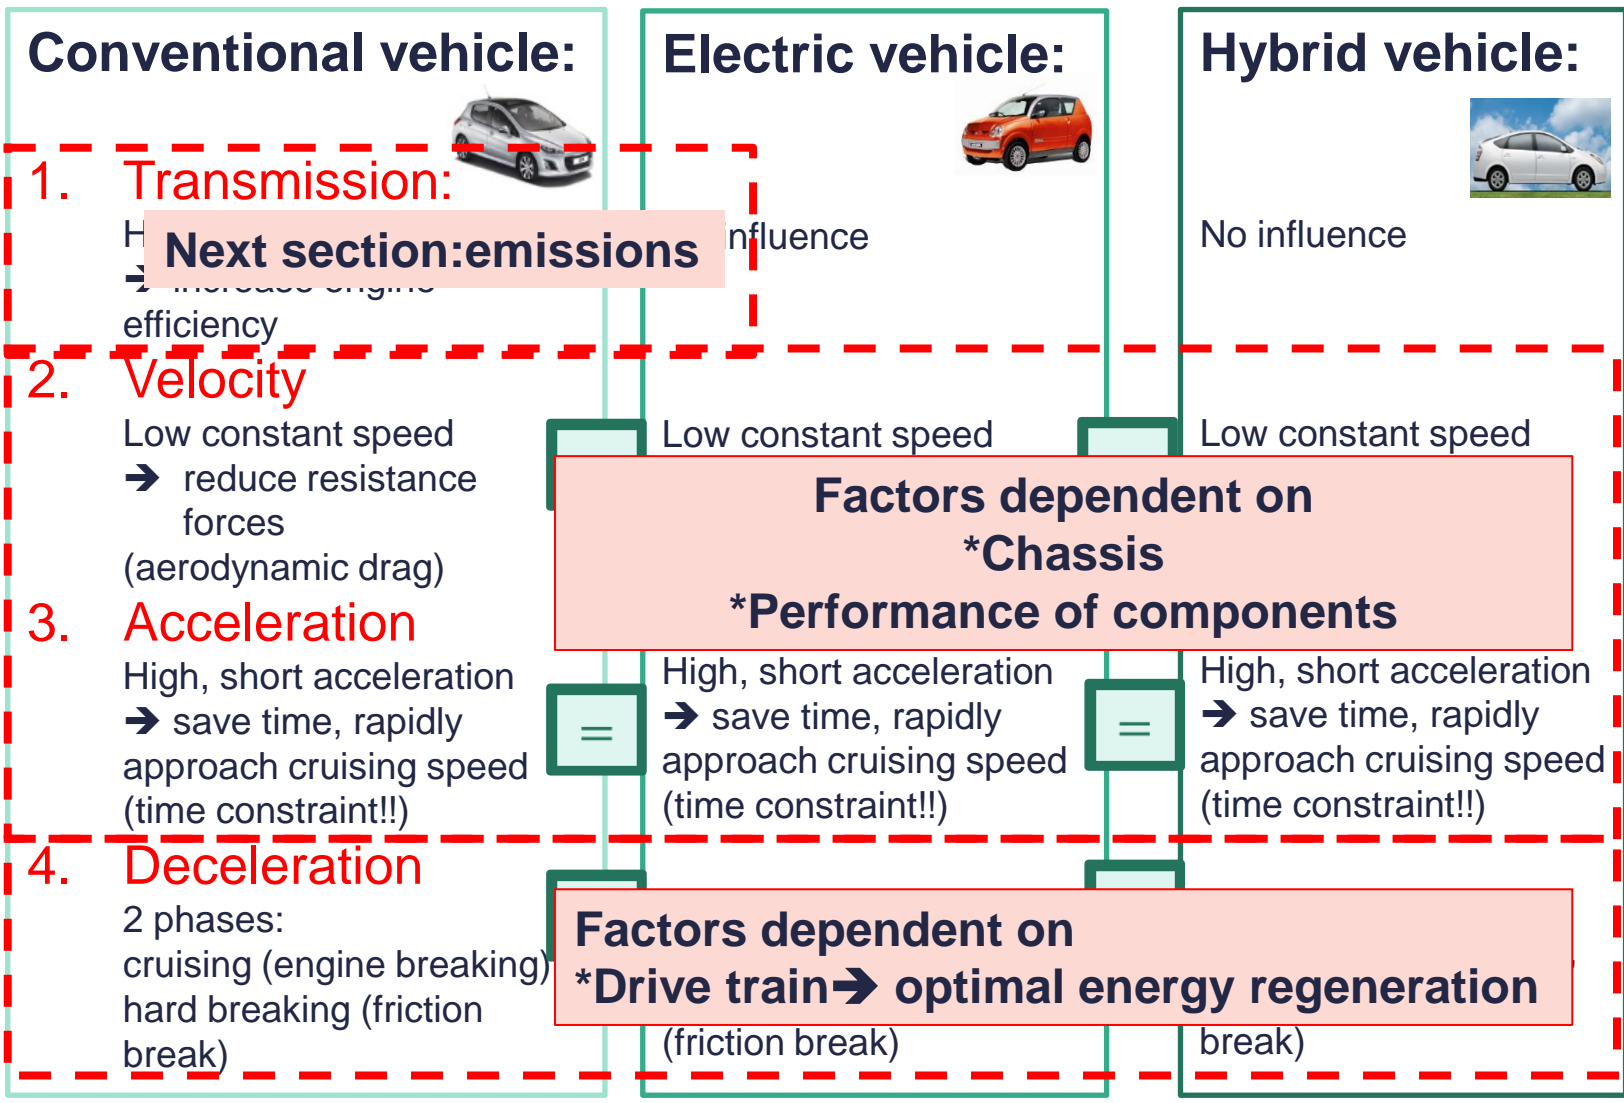 Conventional vehicle:
1. Transmission:
Next section:emissions
efficiency
2. Velocity
Low constant speed
➔ reduce resistance
forces
(aerodynamic drag)
3. Acceleration
High, short acceleration
➔ save time, rapidly
approach cruising speed
(time constraint!!)
4. Deceleration
2 phases:
cruising (engine breaking)
hard breaking (friction
break)
Electric vehicle:
influence
Low constant speed
Factors dependent on
*Chassis
*Performance of components
High, short acceleration
➔ save time, rapidly
approach cruising speed
(time constraint!!)
Factors dependent on
*Drive train➔ optimal energy regeneration
(friction break)
Hybrid vehicle:
No influence
Low constant speed
High, short acceleration
➔ save time, rapidly
approach cruising speed
(time constraint!!)
break)
=
=